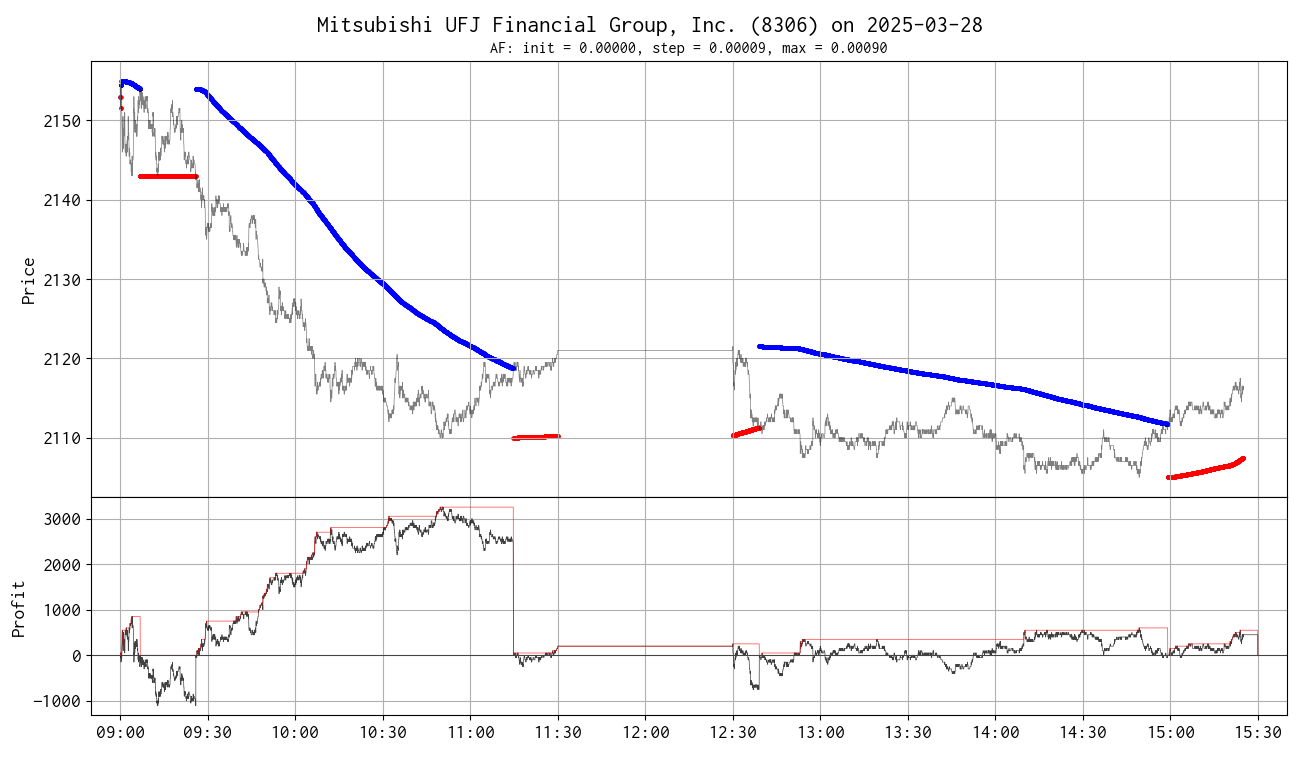 Mitsubishi UFJ Financial Group, Inc. (8306) on 2025-03-28
AF: init = 0.00000, step = 0.00009, max = 0.00090
Price
2150
2140
2130
2120
2110
Profit
3000
2000
1000
0
−1000
09:00 09:30 10:00 10:30 11:00 11:30 12:00 12:30 13:00 13:30 14:00 14:30 15:00 15:30